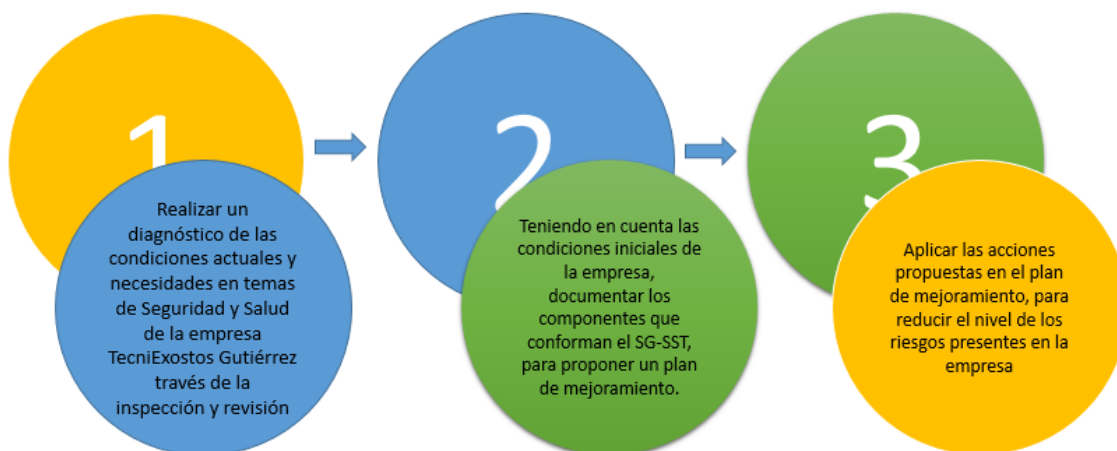 1
Realizar un
diagnóstico de las
condiciones actuales y
necesidades en temas
de Seguridad y Salud
de la empresa
TecniExostos Gutiérrez
través de la
inspección y revisión
2
Teniendo en cuenta las
condiciones iniciales de
la empresa,
documentar los
componentes que
conforman el SG-SST,
para proponer un plan
de mejoramiento.
3
Aplicar las acciones
propuestas en el plan
de mejoramiento, para
reducir el nivel de los
riesgos presentes en la
empresa